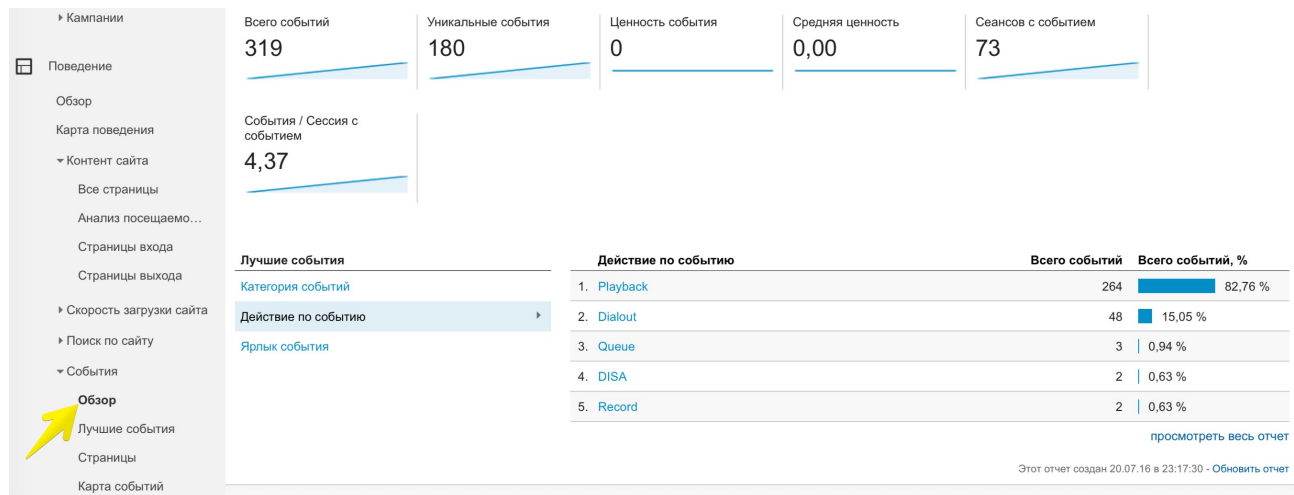 Кампании
Поведение
Обзор
Карта поведения
Контент сайта
Все страницы
Анализ посещаемо…
Страницы входа
Страницы выхода
Скорость загрузки сайта
Поиск по сайту
События
Обзор
Лучшие события
Страницы
Карта событий
Всего событий
319
Уникальные события
180
Ценность события
0
Средняя ценность
0,00
Сеансов с событием
73
События / Сессия с
событием
4,37
Лучшие события
Категория событий
Действие по событию
Ярлык события
Действие по событию Всего событий Всего событий, %
1. Playback 264 82,76 %
2. Dialout 48 15,05 %
3. Queue 3 0,94 %
4. DISA 2 0,63 %
5. Record 2 0,63 %
просмотреть весь отчет
Этот отчет создан 20.07.16 в 23:17:30 - Обновить отчет